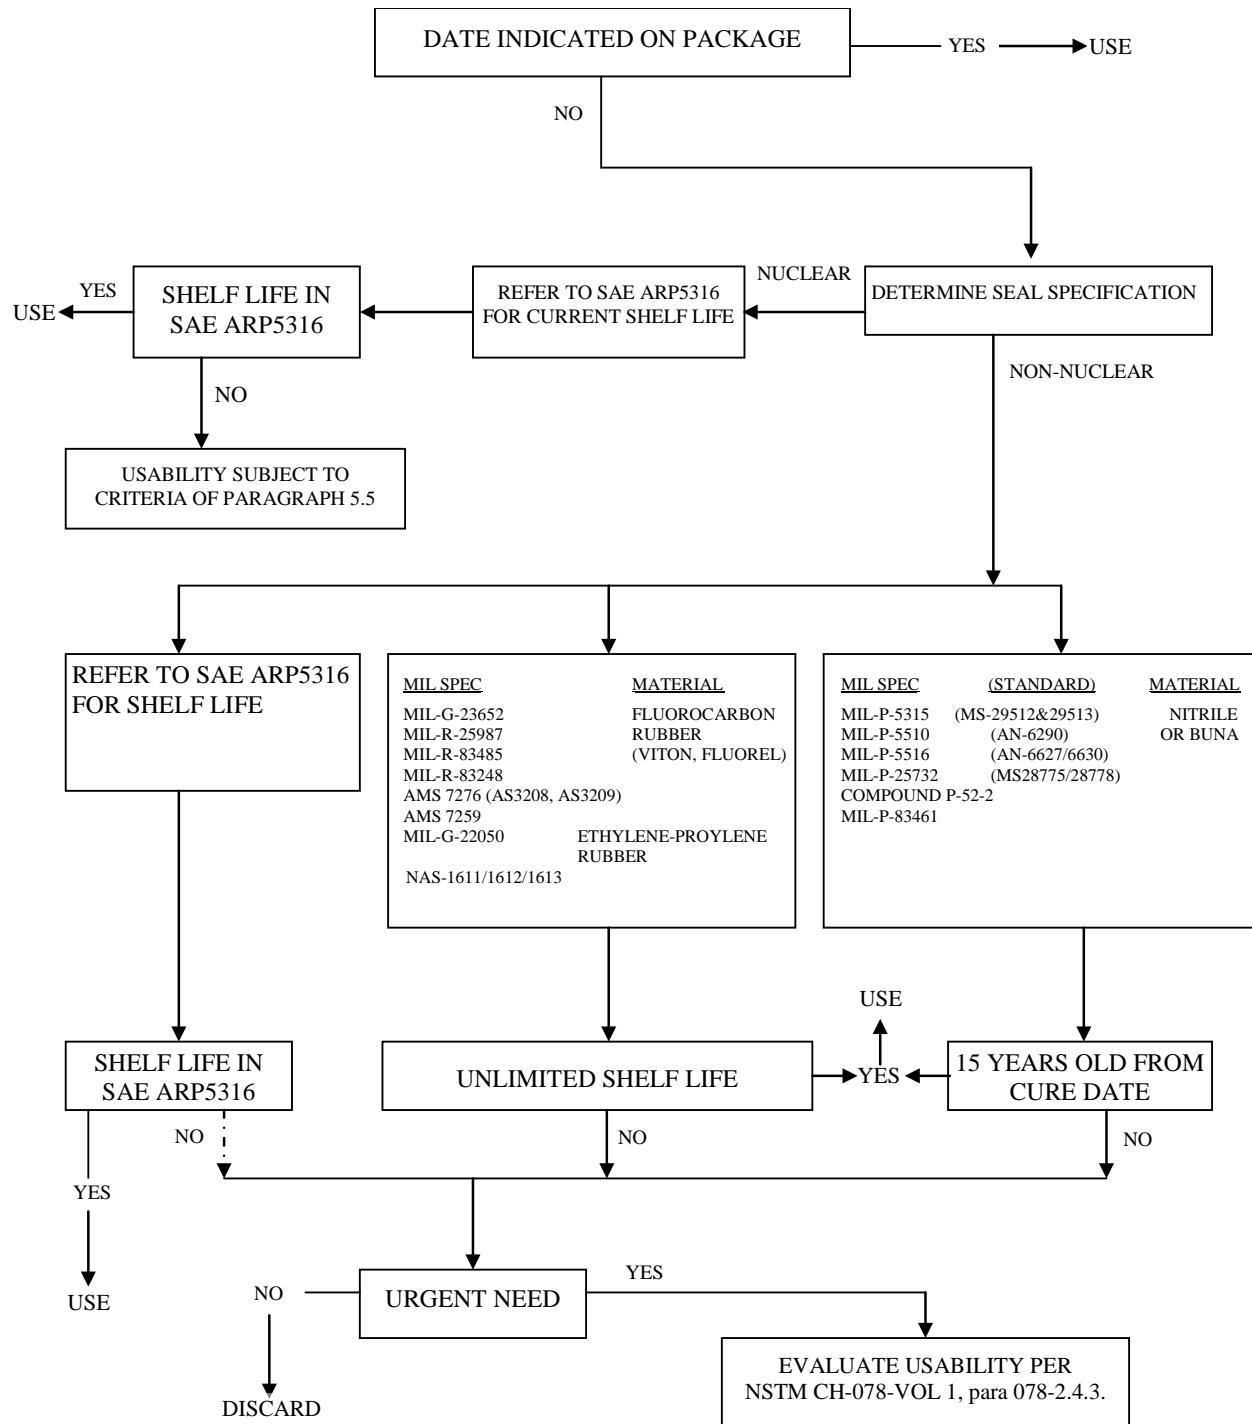 DATE INDICATED ON PACKAGE
YES
USE
NO
SHELF LIFE IN
SAE ARP5316
YES
USE
REFER TO SAE ARP5316
FOR CURRENT SHELF LIFE
NUCLEAR
DETERMINE SEAL SPECIFICATION
NO
NON-NUCLEAR
USABILITY SUBJECT TO
CRITERIA OF PARAGRAPH 5.5
REFER TO SAE ARP5316
FOR SHELF LIFE
MIL SPEC MATERIAL
MIL-G-23652 FLUOROCARBON
MIL-R-25987 RUBBER
MIL-R-83485 (VITON, FLUOREL)
MIL-R-83248
AMS 7276 (AS3208, AS3209)
AMS 7259
MIL-G-22050 ETHYLENE-PROYLENE
RUBBER
NAS-1611/1612/1613
MIL SPEC (STANDARD) MATERIAL
MIL-P-5315 (MS-29512&29513) NITRILE
MIL-P-5510 (AN-6290) OR BUNA
MIL-P-5516 (AN-6627/6630)
MIL-P-25732 (MS28775/28778)
COMPOUND P-52-2
MIL-P-83461
USE
SHELF LIFE IN
SAE ARP5316
UNLIMITED SHELF LIFE
YES
15 YEARS OLD FROM
CURE DATE
NO
NO
NO
YES
USE
NO
URGENT NEED
YES
DISCARD
EVALUATE USABILITY PER
NSTM CH-078-VOL 1, para 078-2.4.3.